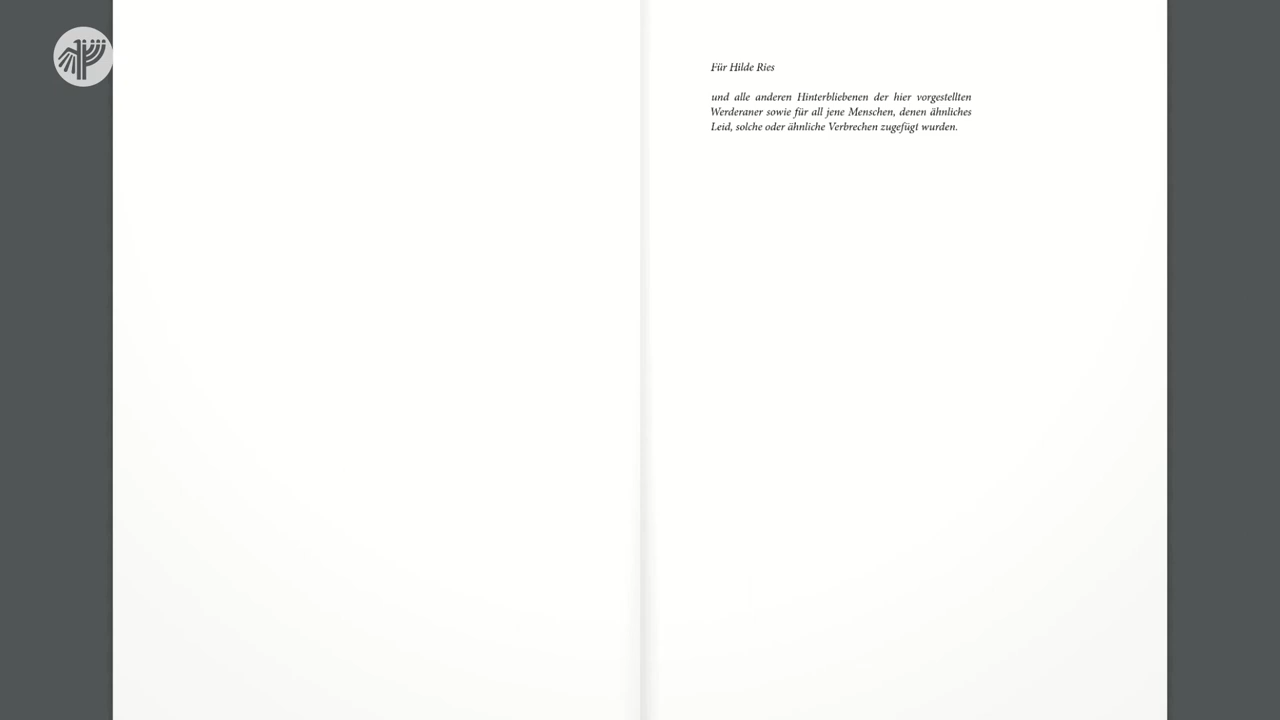 Für Hilde Ries
und alle anderen Hinterbliebenen der hier vorgestellten
Werderaner sowie für all jene Menschen, denen ähnliches
Leid, solche oder ähnliche Verbrechen zugefügt wurden.